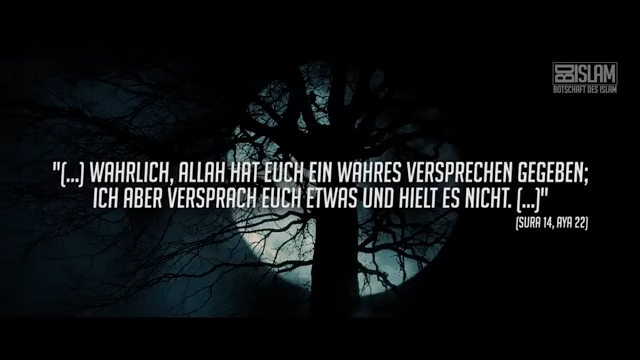 BDI ISLAM
BOTSCHAFT DES ISLAM
"(...) WAHRLICH, ALLAH HAT EUCH EIN WAHRES VERSPRECHEN GEGEBEN;
ICH ABER VERSPRACH EUCH ETWAS UND HIELT ES NICHT. (...)"
(SURA 14, AYA 22)